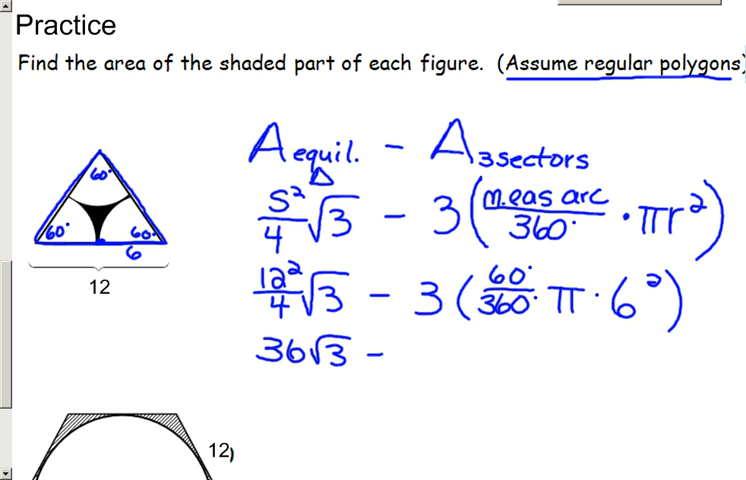 Practice
Find the area of the shaded part of each figure. (Assume regular polygons)
A equil. △ − A 3 sectors
60°
60° 60°
6
12
s²/4 √3 − 3 (meas arc/360° · πr²)
12²/4 √3 − 3 (60°/360° π · 6²)
36√3 −
12)